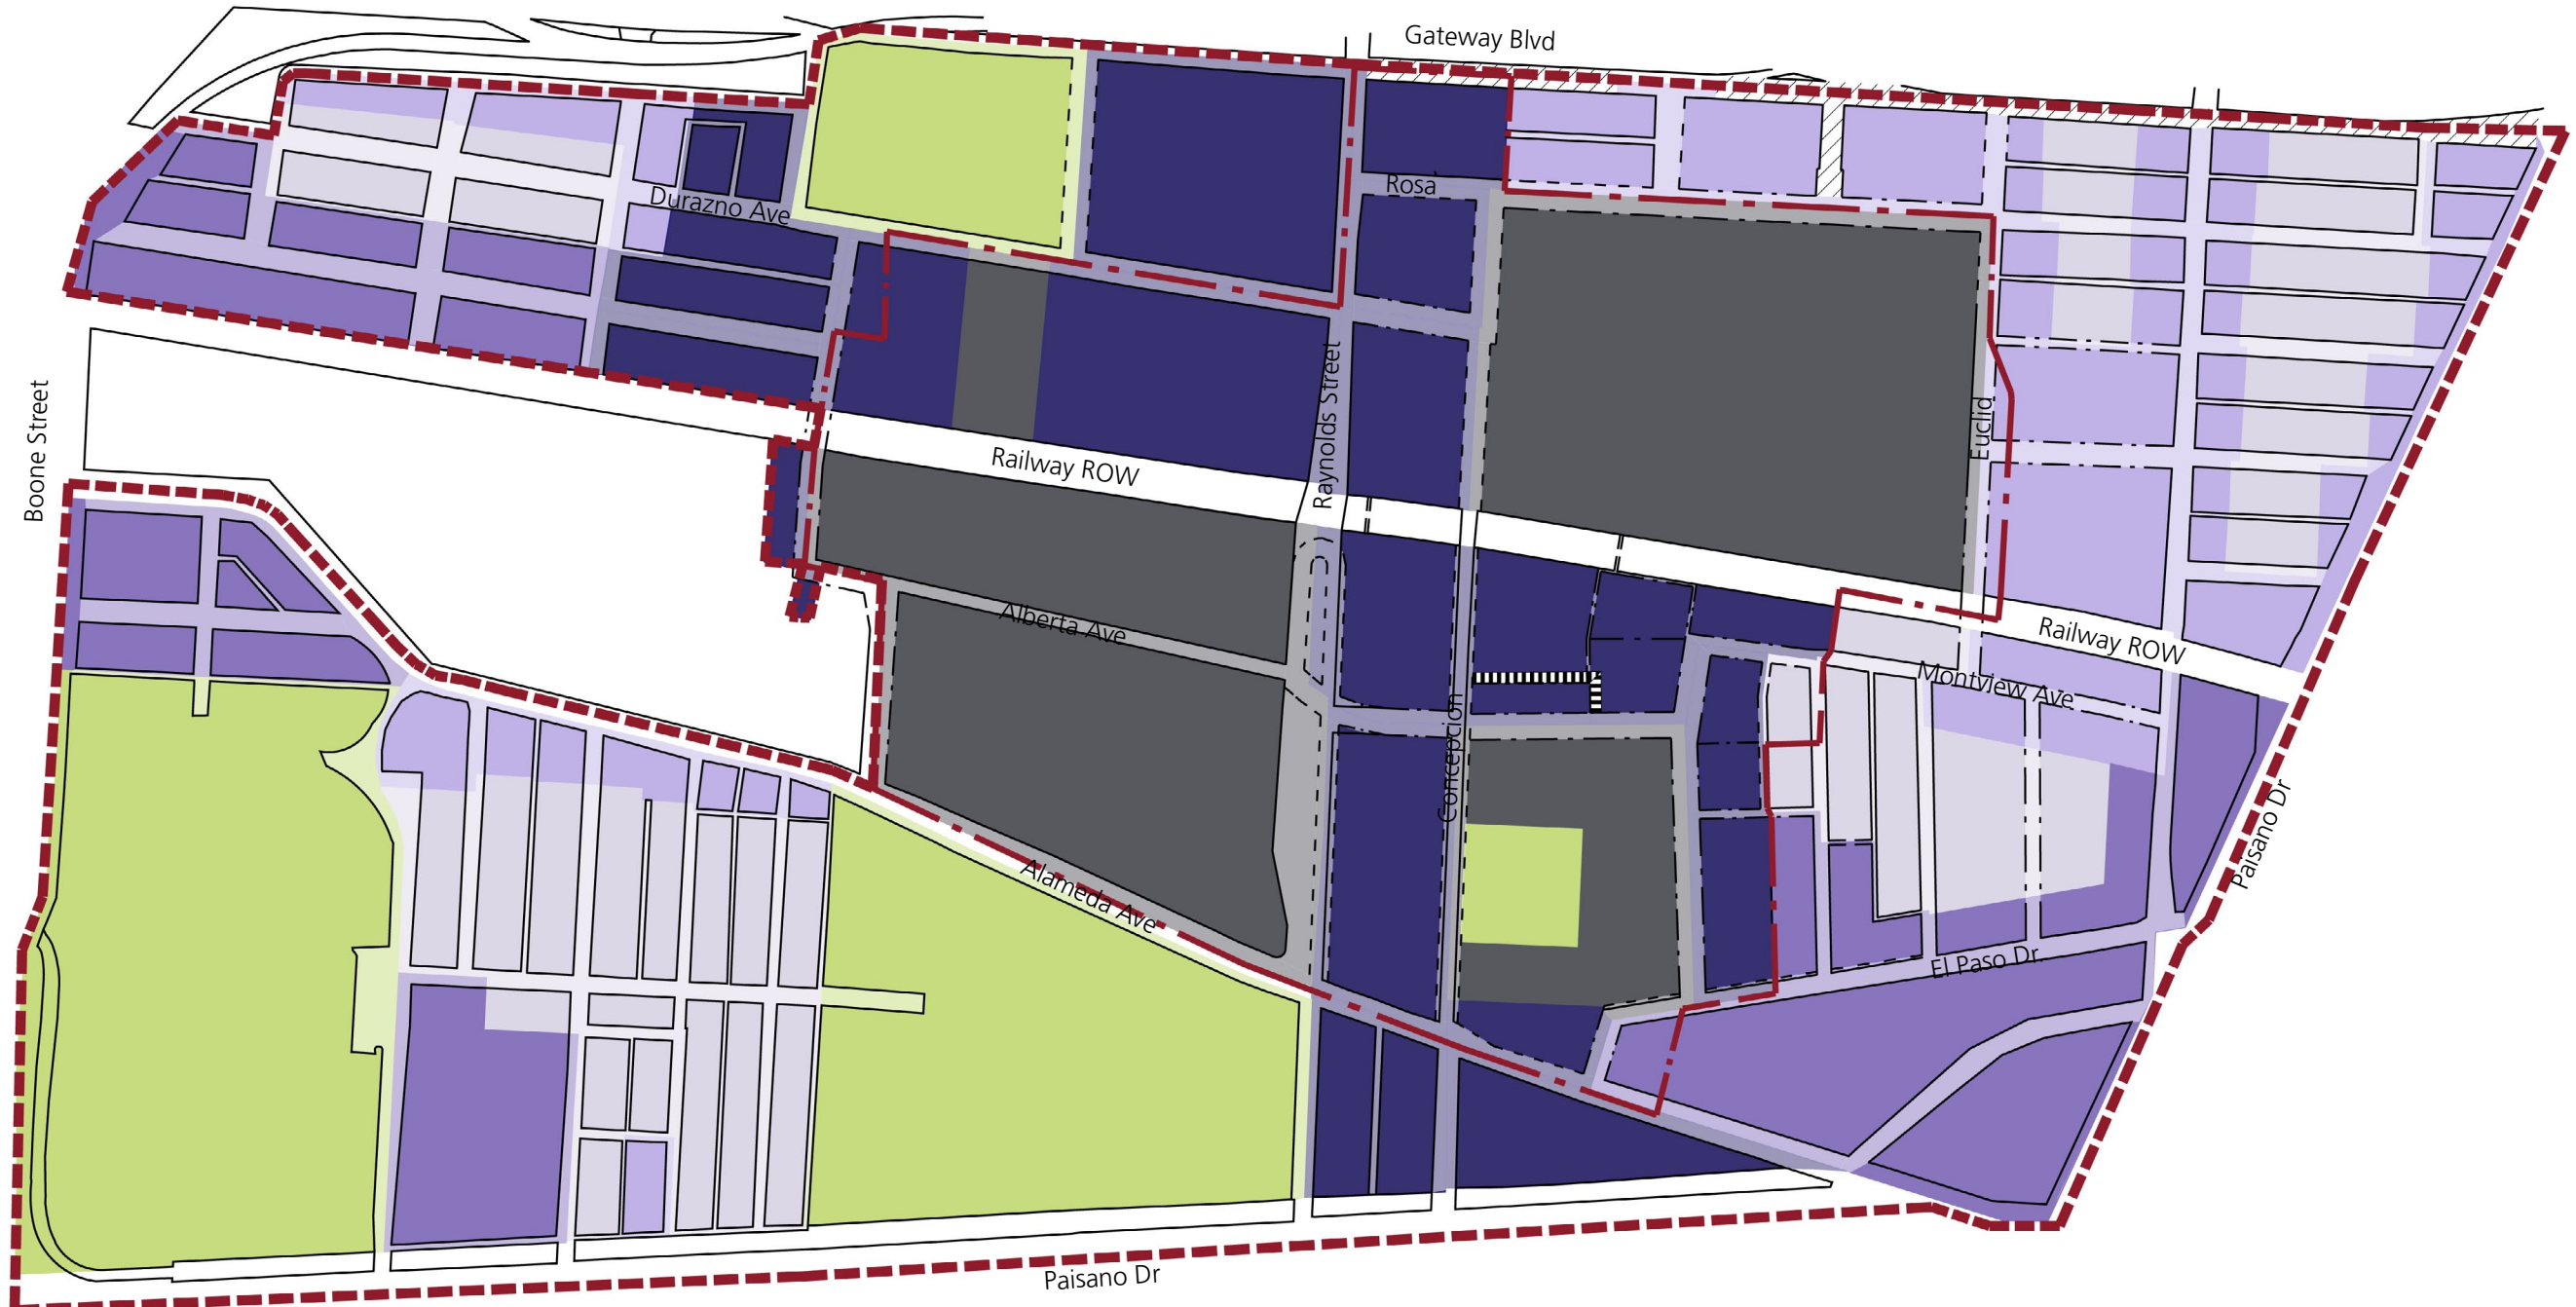 Gateway Blvd
Rosa
Durazno Ave
Boone Street
Raynolds Street
Euclid
Railway ROW
Alberta Ave
Railway ROW
Montview Ave
Concepcion
Paisano Dr
Alameda Ave
El Paso Dr.
Paisano Dr